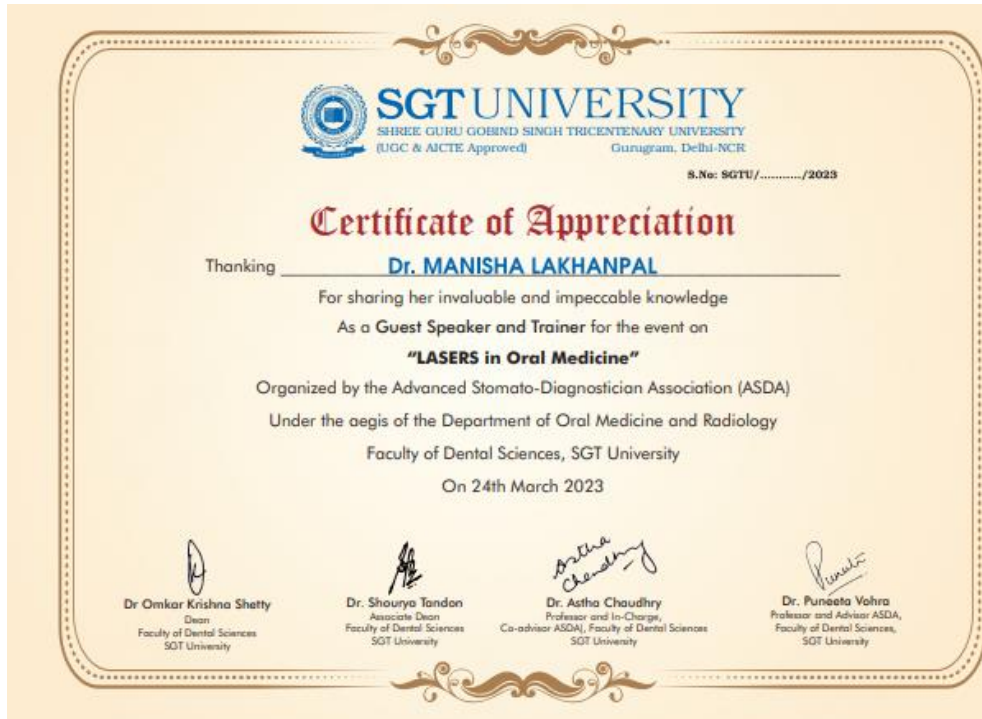 SGT UNIVERSITY
SHREE GURU GOBIND SINGH TRICENTENARY UNIVERSITY
(UGC & AICTE Approved) Gurugram, Delhi-NCR
S.No: SGTU/.........../2023
Certificate of Appreciation
Thanking Dr. MANISHA LAKHANPAL
For sharing her invaluable and impeccable knowledge
As a Guest Speaker and Trainer for the event on
“LASERS in Oral Medicine”
Organized by the Advanced Stomato-Diagnostician Association (ASDA)
Under the aegis of the Department of Oral Medicine and Radiology
Faculty of Dental Sciences, SGT University
On 24th March 2023
Astha
Chaudhry
Puneeta
Dr Omkar Krishna Shetty
Dean
Faculty of Dental Sciences
SGT University
Dr. Shourya Tandon
Associate Dean
Faculty of Dental Sciences
SGT University
Dr. Astha Chaudhry
Professor and In-Charge,
Co-advisor ASDA), Faculty of Dental Sciences
SGT University
Dr. Puneeta Vohra
Professor and Advisor ASDA,
Faculty of Dental Sciences,
SGT University